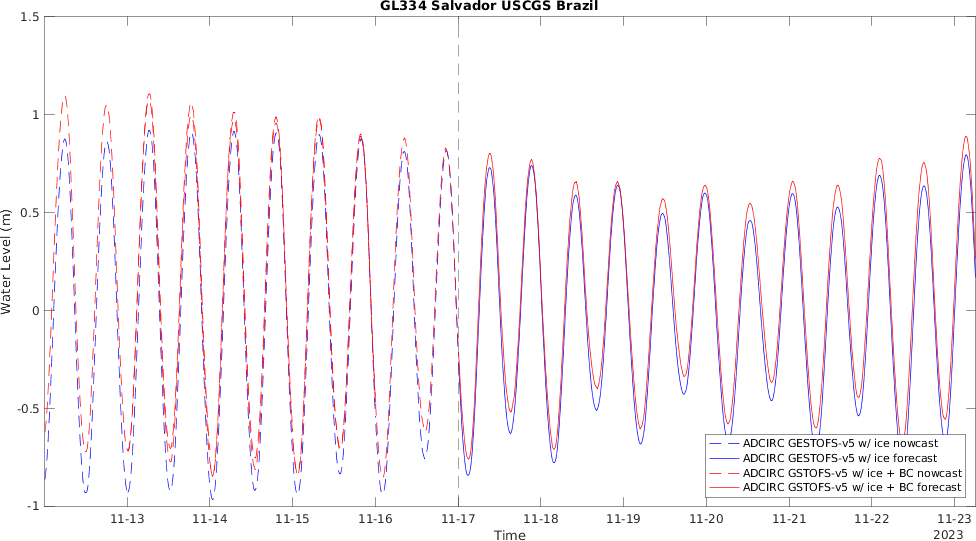 GL334 Salvador USCGS Brazil
1.5
1
0.5
0
-0.5
-1
Water Level (m)
11-13 11-14 11-15 11-16 11-17 11-18 11-19 11-20 11-21 11-22 11-23
Time
2023
ADCIRC GESTOFS-v5 w/ ice nowcast
ADCIRC GESTOFS-v5 w/ ice forecast
ADCIRC GSTOFS-v5 w/ ice + BC nowcast
ADCIRC GSTOFS-v5 w/ ice + BC forecast